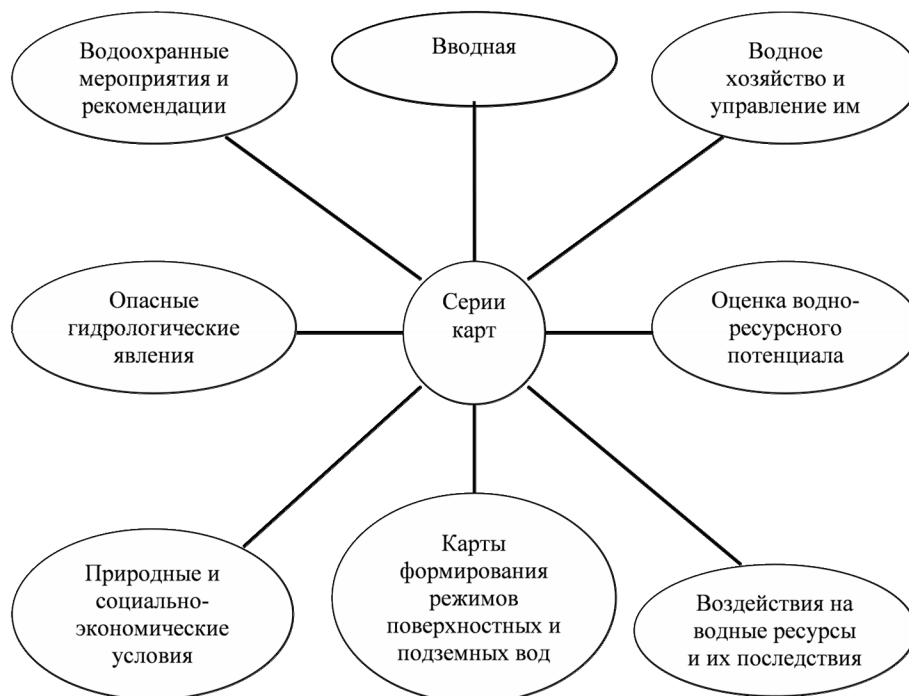 Водоохранные
мероприятия и
рекомендации
Вводная
Водное
хозяйство и
управление им
Опасные
гидрологические
явления
Серии
карт
Оценка водно-
ресурсного
потенциала
Природные и
социально-
экономические
условия
Карты
формирования
режимов
поверхностных и
подземных вод
Воздействия на
водные ресурсы
и их последствия